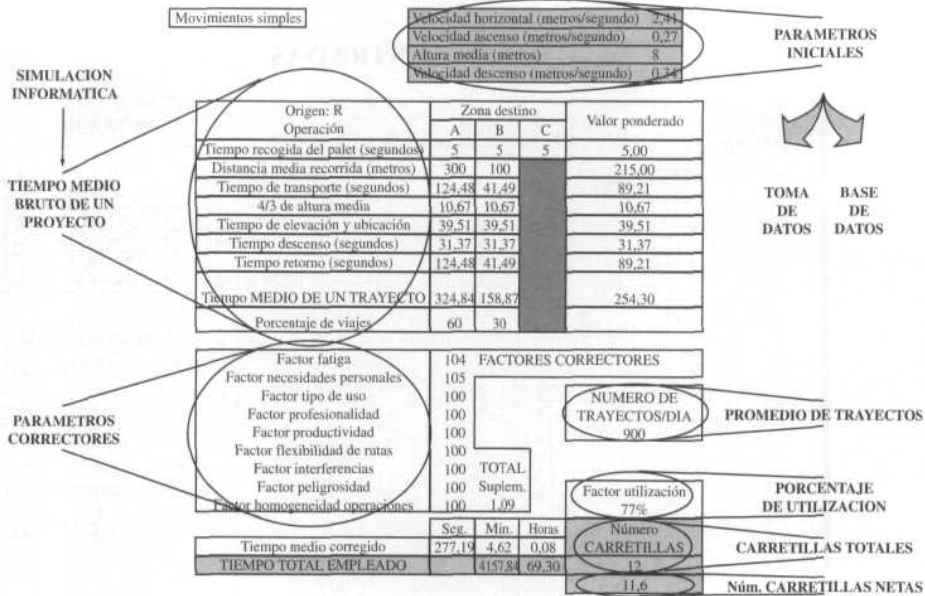 Movimientos simples
Velocidad horizontal (metros/segundo) 2,41
Velocidad ascenso (metros/segundo) 0,27
Altura media (metros) 8
Velocidad descenso (metros/segundo) 0,34
PARAMETROS
INICIALES
SIMULACION
INFORMATICA
TIEMPO MEDIO
BRUTO DE UN
PROYECTO
Origen: R
Operación
Zona destino
A B C
Valor ponderado
Tiempo recogida del palet (segundos) 5 5 5 5,00
Distancia media recorrida (metros) 300 100 215,00
Tiempo de transporte (segundos) 124,48 41,49 89,21
4/3 de altura media 10,67 10,67 10,67
Tiempo de elevación y ubicación 39,51 39,51 39,51
Tiempo descenso (segundos) 31,37 31,37 31,37
Tiempo retorno (segundos) 124,48 41,49 89,21
Tiempo MEDIO DE UN TRAYECTO 324,84 158,87 254,30
Porcentaje de viajes 60 30
TOMA
DE
DATOS
BASE
DE
DATOS
PARAMETROS
CORRECTORES
Factor fatiga 104 FACTORES CORRECTORES
Factor necesidades personales 105
Factor tipo de uso 100
Factor profesionalidad 100
Factor productividad 100
Factor flexibilidad de rutas 100
Factor interferencias 100 TOTAL
Factor peligrosidad 100 Suplem.
Factor homogeneidad operaciones 100 1,09
NUMERO DE
TRAYECTOS/DIA
900
PROMEDIO DE TRAYECTOS
Factor utilización
77%
PORCENTAJE
DE UTILIZACION
Seg. Min. Horas
Tiempo medio corregido 277,19 4,62 0,08
TIEMPO TOTAL EMPLEADO 4157,84 69,30
Número
CARRETILLAS
12
CARRETILLAS TOTALES
11,6
Núm. CARRETILLAS NETAS